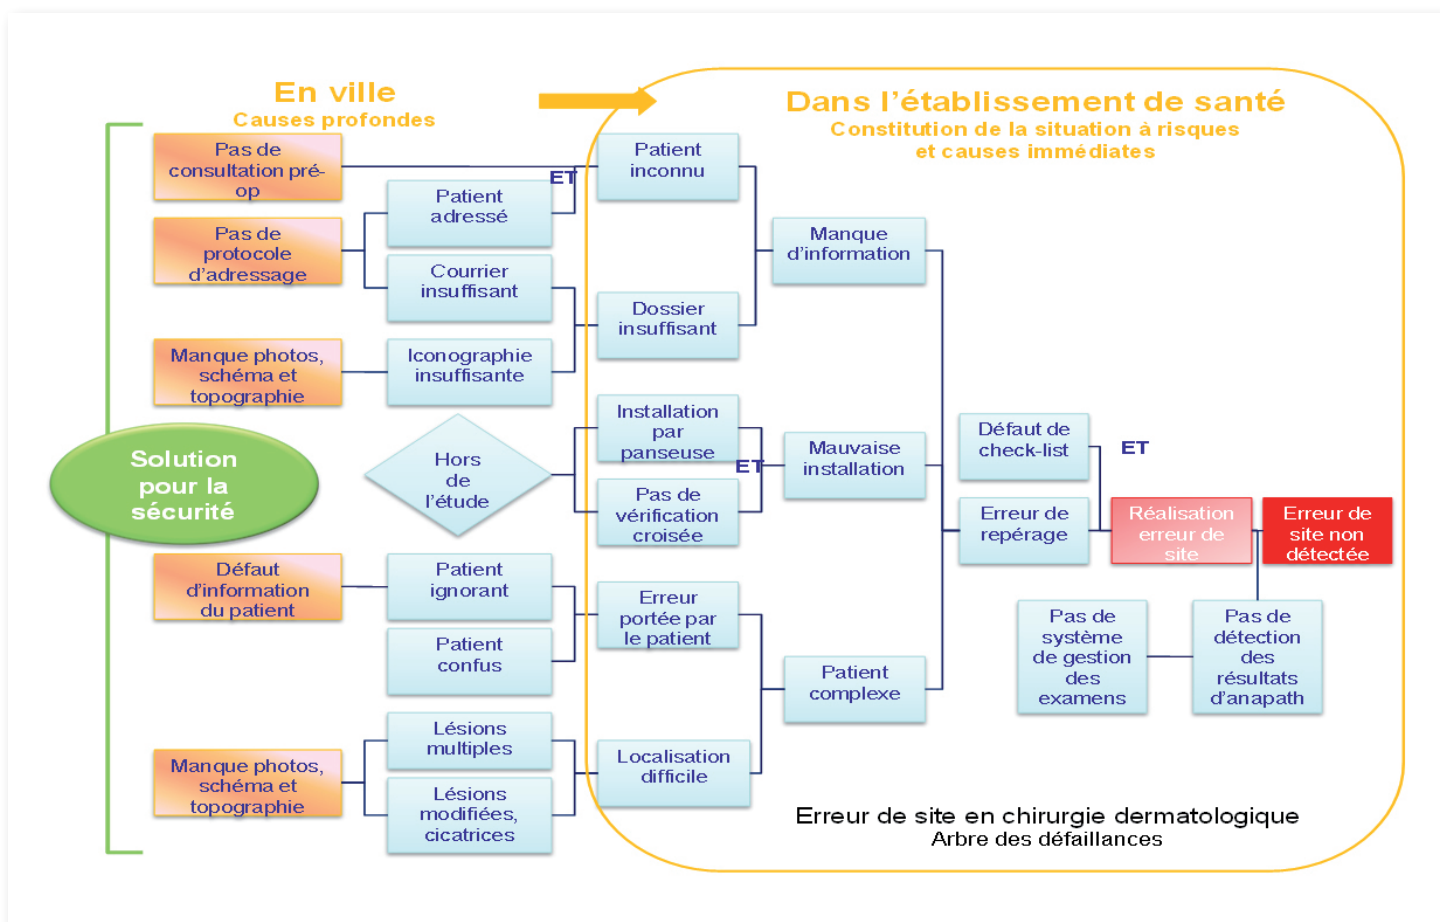 En ville
Causes profondes
Dans l'établissement de santé
Constitution de la situation à risques
et causes immédiates
Pas de
consultation pré-
op
ET
Patient
inconnu
Patient
adressé
Pas de
protocole
d'adressage
Manque
d'information
Courrier
insuffisant
Dossier
insuffisant
Manque photos,
schéma et
topographie
Iconographie
insuffisante
Installation
par
panseuse
Solution
pour la
sécurité
Hors
de
l'étude
ET
Mauvaise
installation
Défaut de
check-list
ET
Pas de
vérification
croisée
Erreur de
repérage
Réalisation
erreur de
site
Erreur de
site non
détectée
Défaut
d'information
du patient
Patient
ignorant
Erreur
portée par
le patient
Patient
confus
Patient
complexe
Pas de
système
de gestion
des
examens
Pas de
détection
des
résultats
d'anapath
Manque photos,
schéma et
topographie
Lésions
multiples
Lésions
modifiées,
cicatrices
Localisation
difficile
Erreur de site en chirurgie dermatologique
Arbre des défaillances